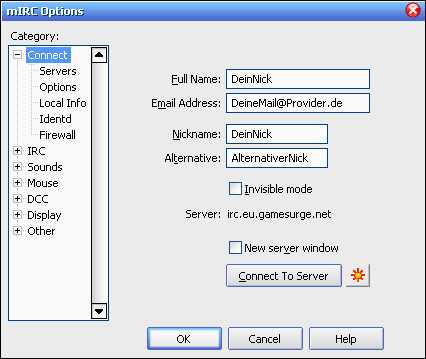 mIRC Options
Category:
Connect
Servers
Options
Local Info
Identd
Firewall
IRC
Sounds
Mouse
DCC
Display
Other
Full Name: DeinNick
Email Address: DeineMail@Provider.de
Nickname: DeinNick
Alternative: AlternativerNick
Invisible mode
Server: irc.eu.gamesurge.net
New server window
Connect To Server
OK Cancel Help